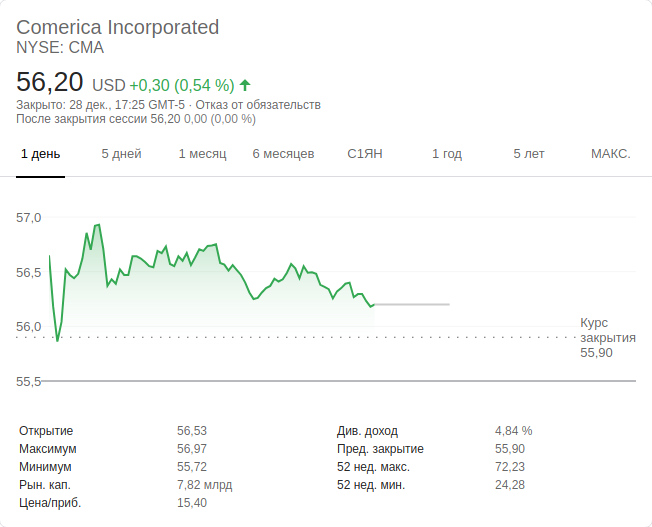 Comerica Incorporated
NYSE: CMA
56,20 USD +0,30 (0,54 %)
Закрыто: 28 дек., 17:25 GMT-5 · Отказ от обязательств
После закрытия сессии 56,20 0,00 (0,00 %)
1 день 5 дней 1 месяц 6 месяцев С1ЯН 1 год 5 лет МАКС.
57,0
56,5
56,0
Курс
закрытия
55,90
55,5
Открытие 56,53 Див. доход 4,84 %
Максимум 56,97 Пред. закрытие 55,90
Минимум 55,72 52 нед. макс. 72,23
Рын. кап. 7,82 млрд 52 нед. мин. 24,28
Цена/приб. 15,40